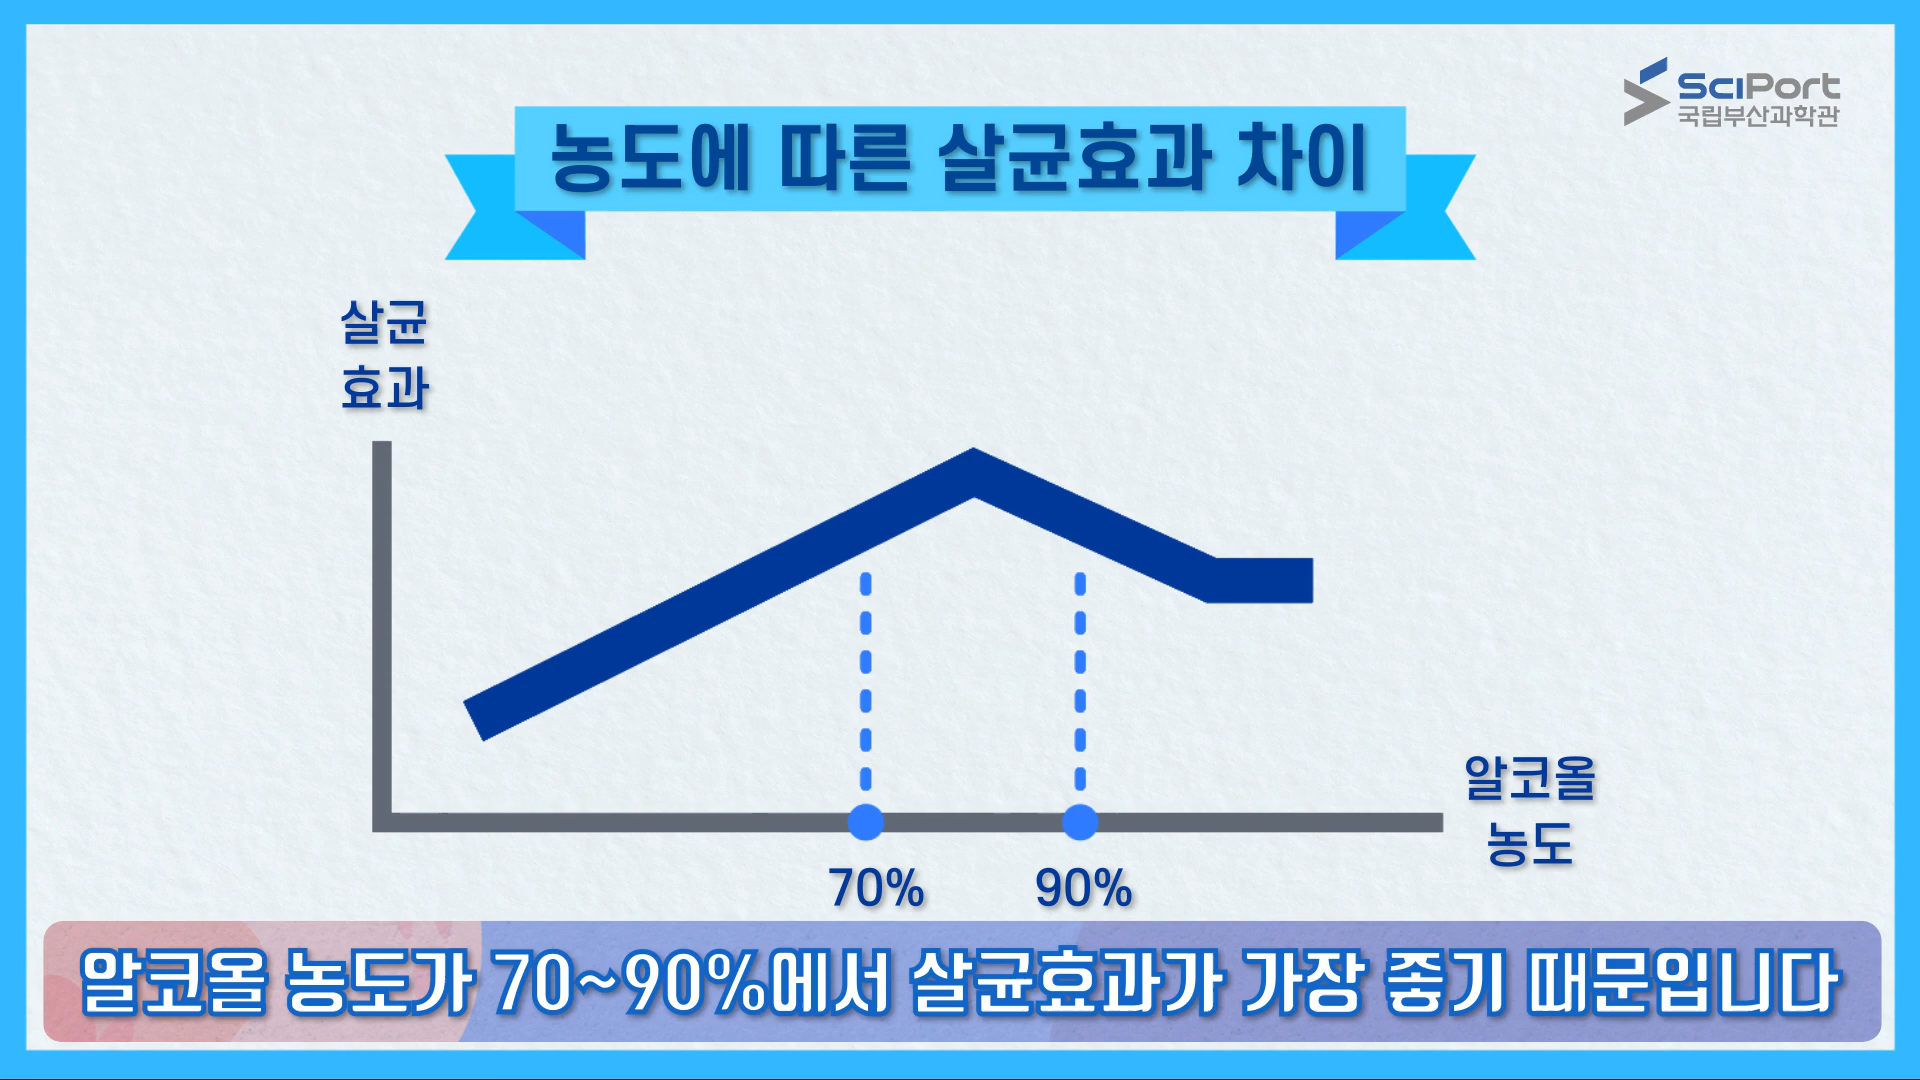 SciPort
국립부산과학관
농도에 따른 살균효과 차이
살균
효과
알코올
농도
70%
90%
알코올 농도가 70~90%에서 살균효과가 가장 좋기 때문입니다